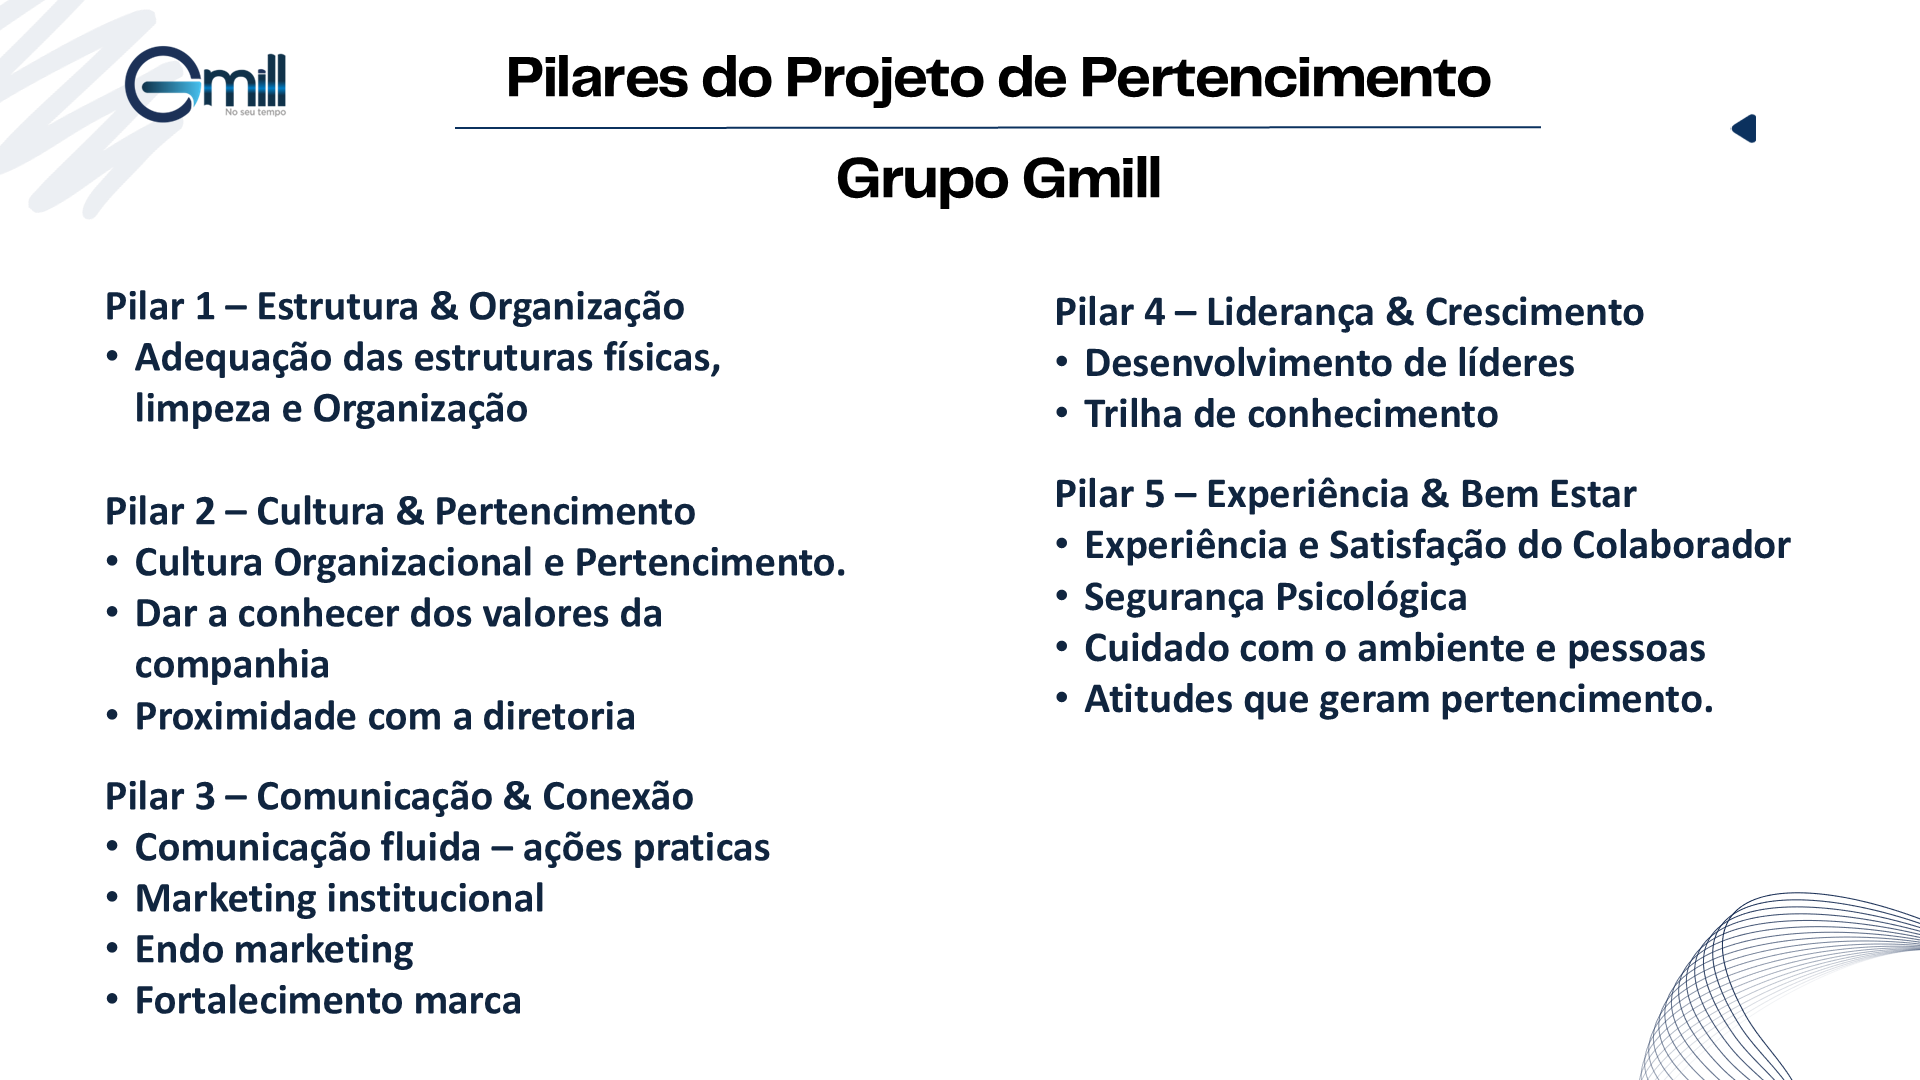 Gmill
No seu tempo
Pilares do Projeto de Pertencimento
Grupo Gmill
Pilar 1 – Estrutura & Organização
• Adequação das estruturas físicas,
limpeza e Organização
Pilar 2 – Cultura & Pertencimento
• Cultura Organizacional e Pertencimento.
• Dar a conhecer dos valores da
companhia
• Proximidade com a diretoria
Pilar 3 – Comunicação & Conexão
• Comunicação fluida – ações praticas
• Marketing institucional
• Endo marketing
• Fortalecimento marca
Pilar 4 – Liderança & Crescimento
• Desenvolvimento de líderes
• Trilha de conhecimento
Pilar 5 – Experiência & Bem Estar
• Experiência e Satisfação do Colaborador
• Segurança Psicológica
• Cuidado com o ambiente e pessoas
• Atitudes que geram pertencimento.